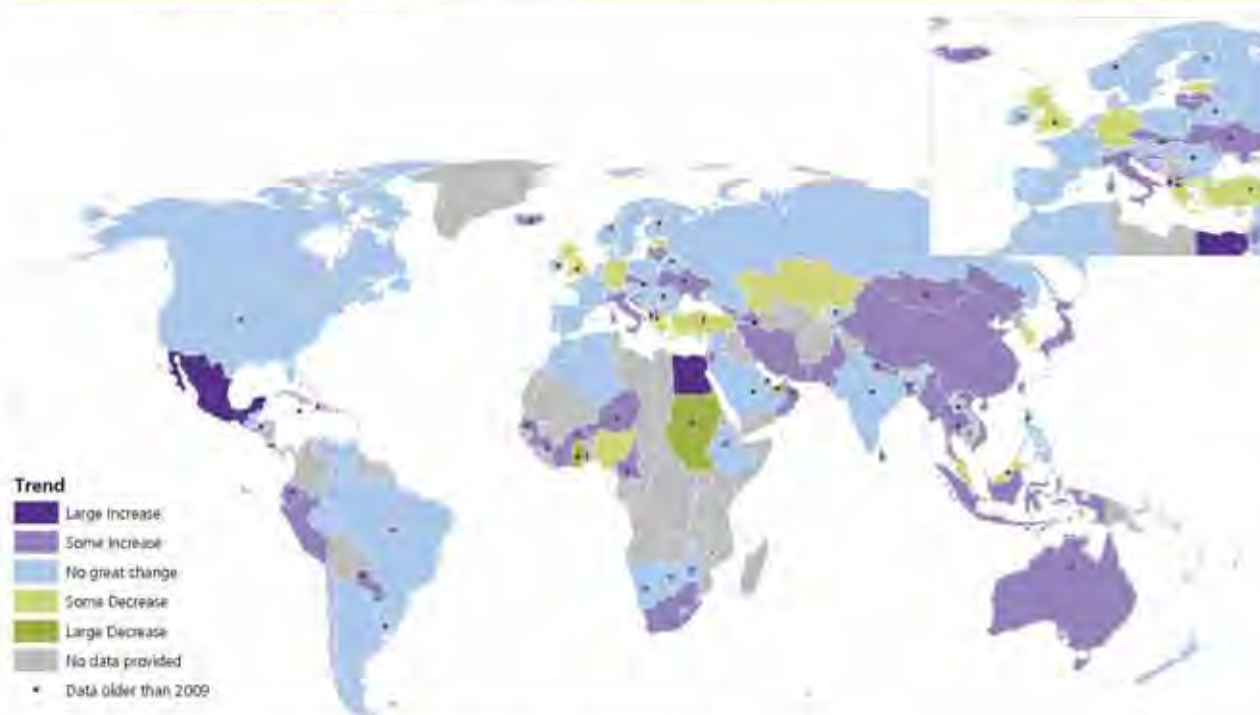 Trend
Large Increase
Some Increase
No great change
Some Decrease
Large Decrease
No data provided
Data older than 2009